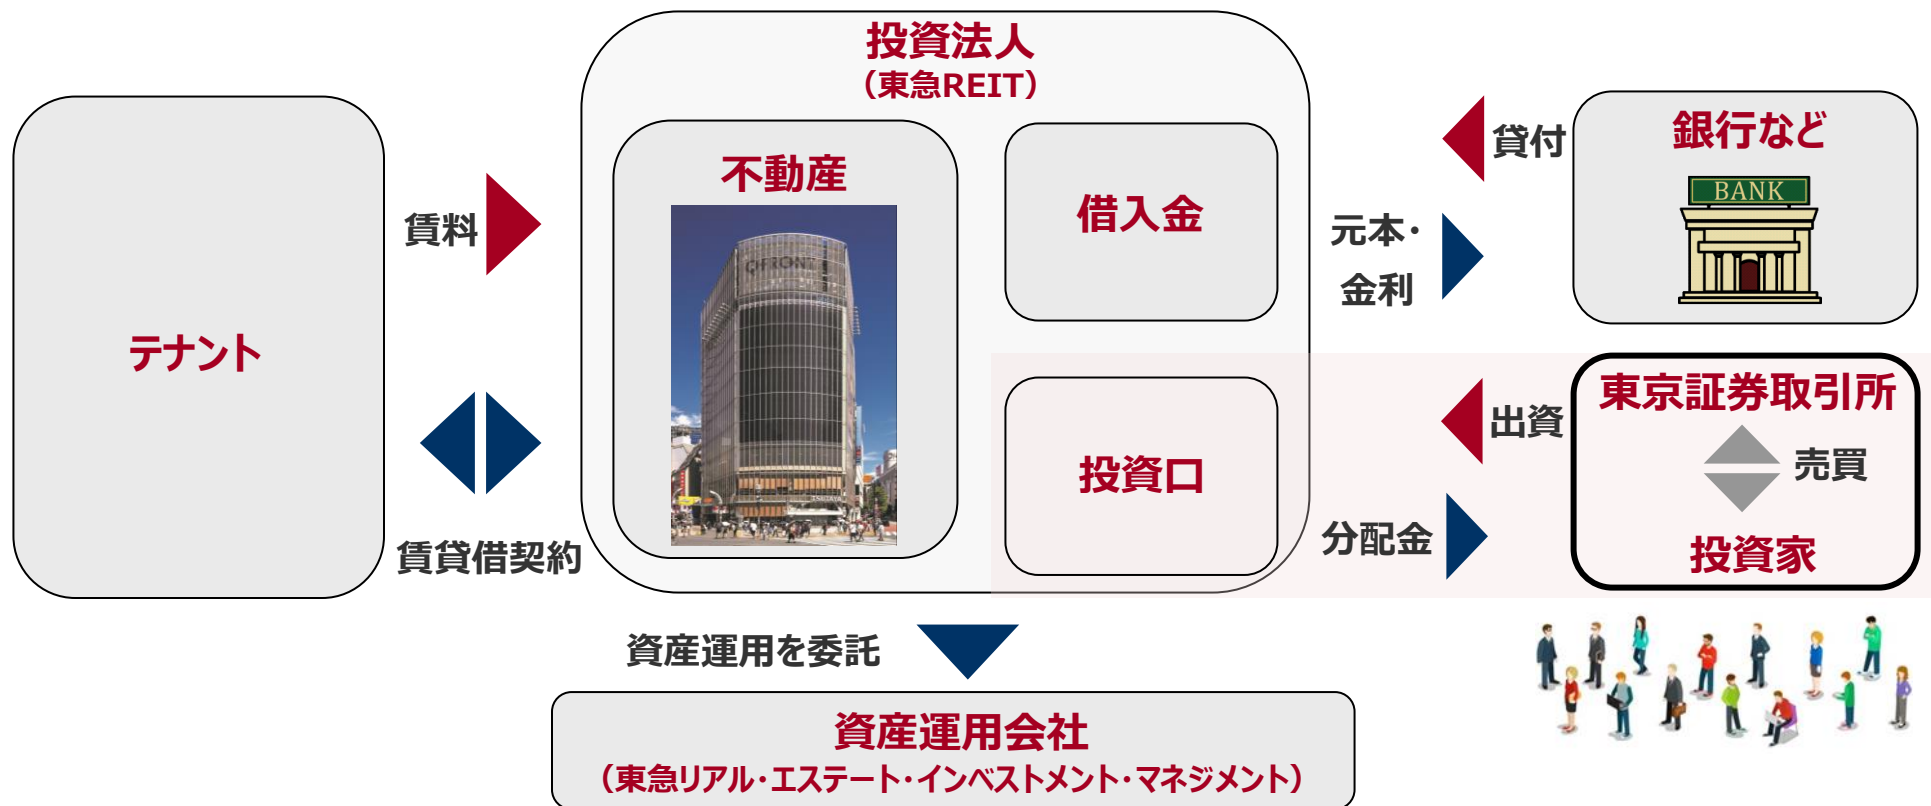 投資法人
（東急REIT）
テナント
賃料
賃貸借契約
不動産
QFRONT
TSUTAYA
借入金
投資口
貸付
元本・
金利
銀行など
BANK
出資
分配金
東京証券取引所
売買
投資家
資産運用を委託
資産運用会社
（東急リアル・エステート・インベストメント・マネジメント）